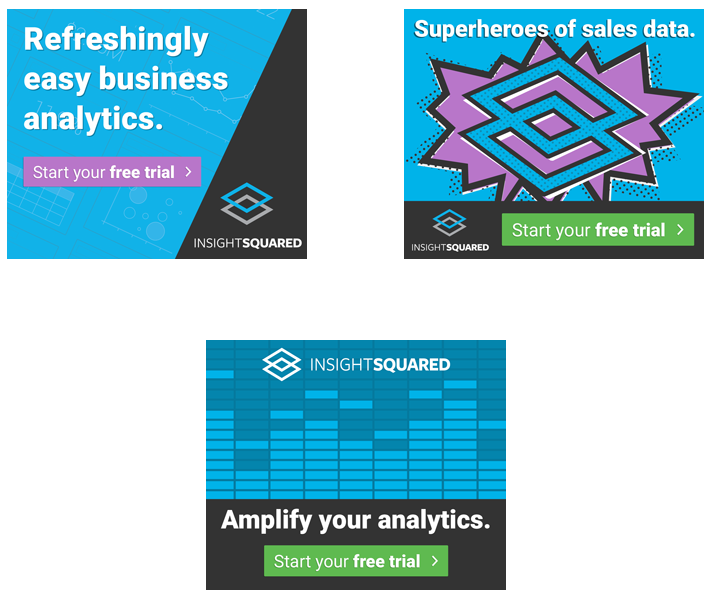 Refreshingly
easy business
analytics.
Start your free trial
INSIGHTSQUARED
Superheroes of sales data.
INSIGHTSQUARED
Start your free trial
INSIGHTSQUARED
Amplify your analytics.
Start your free trial